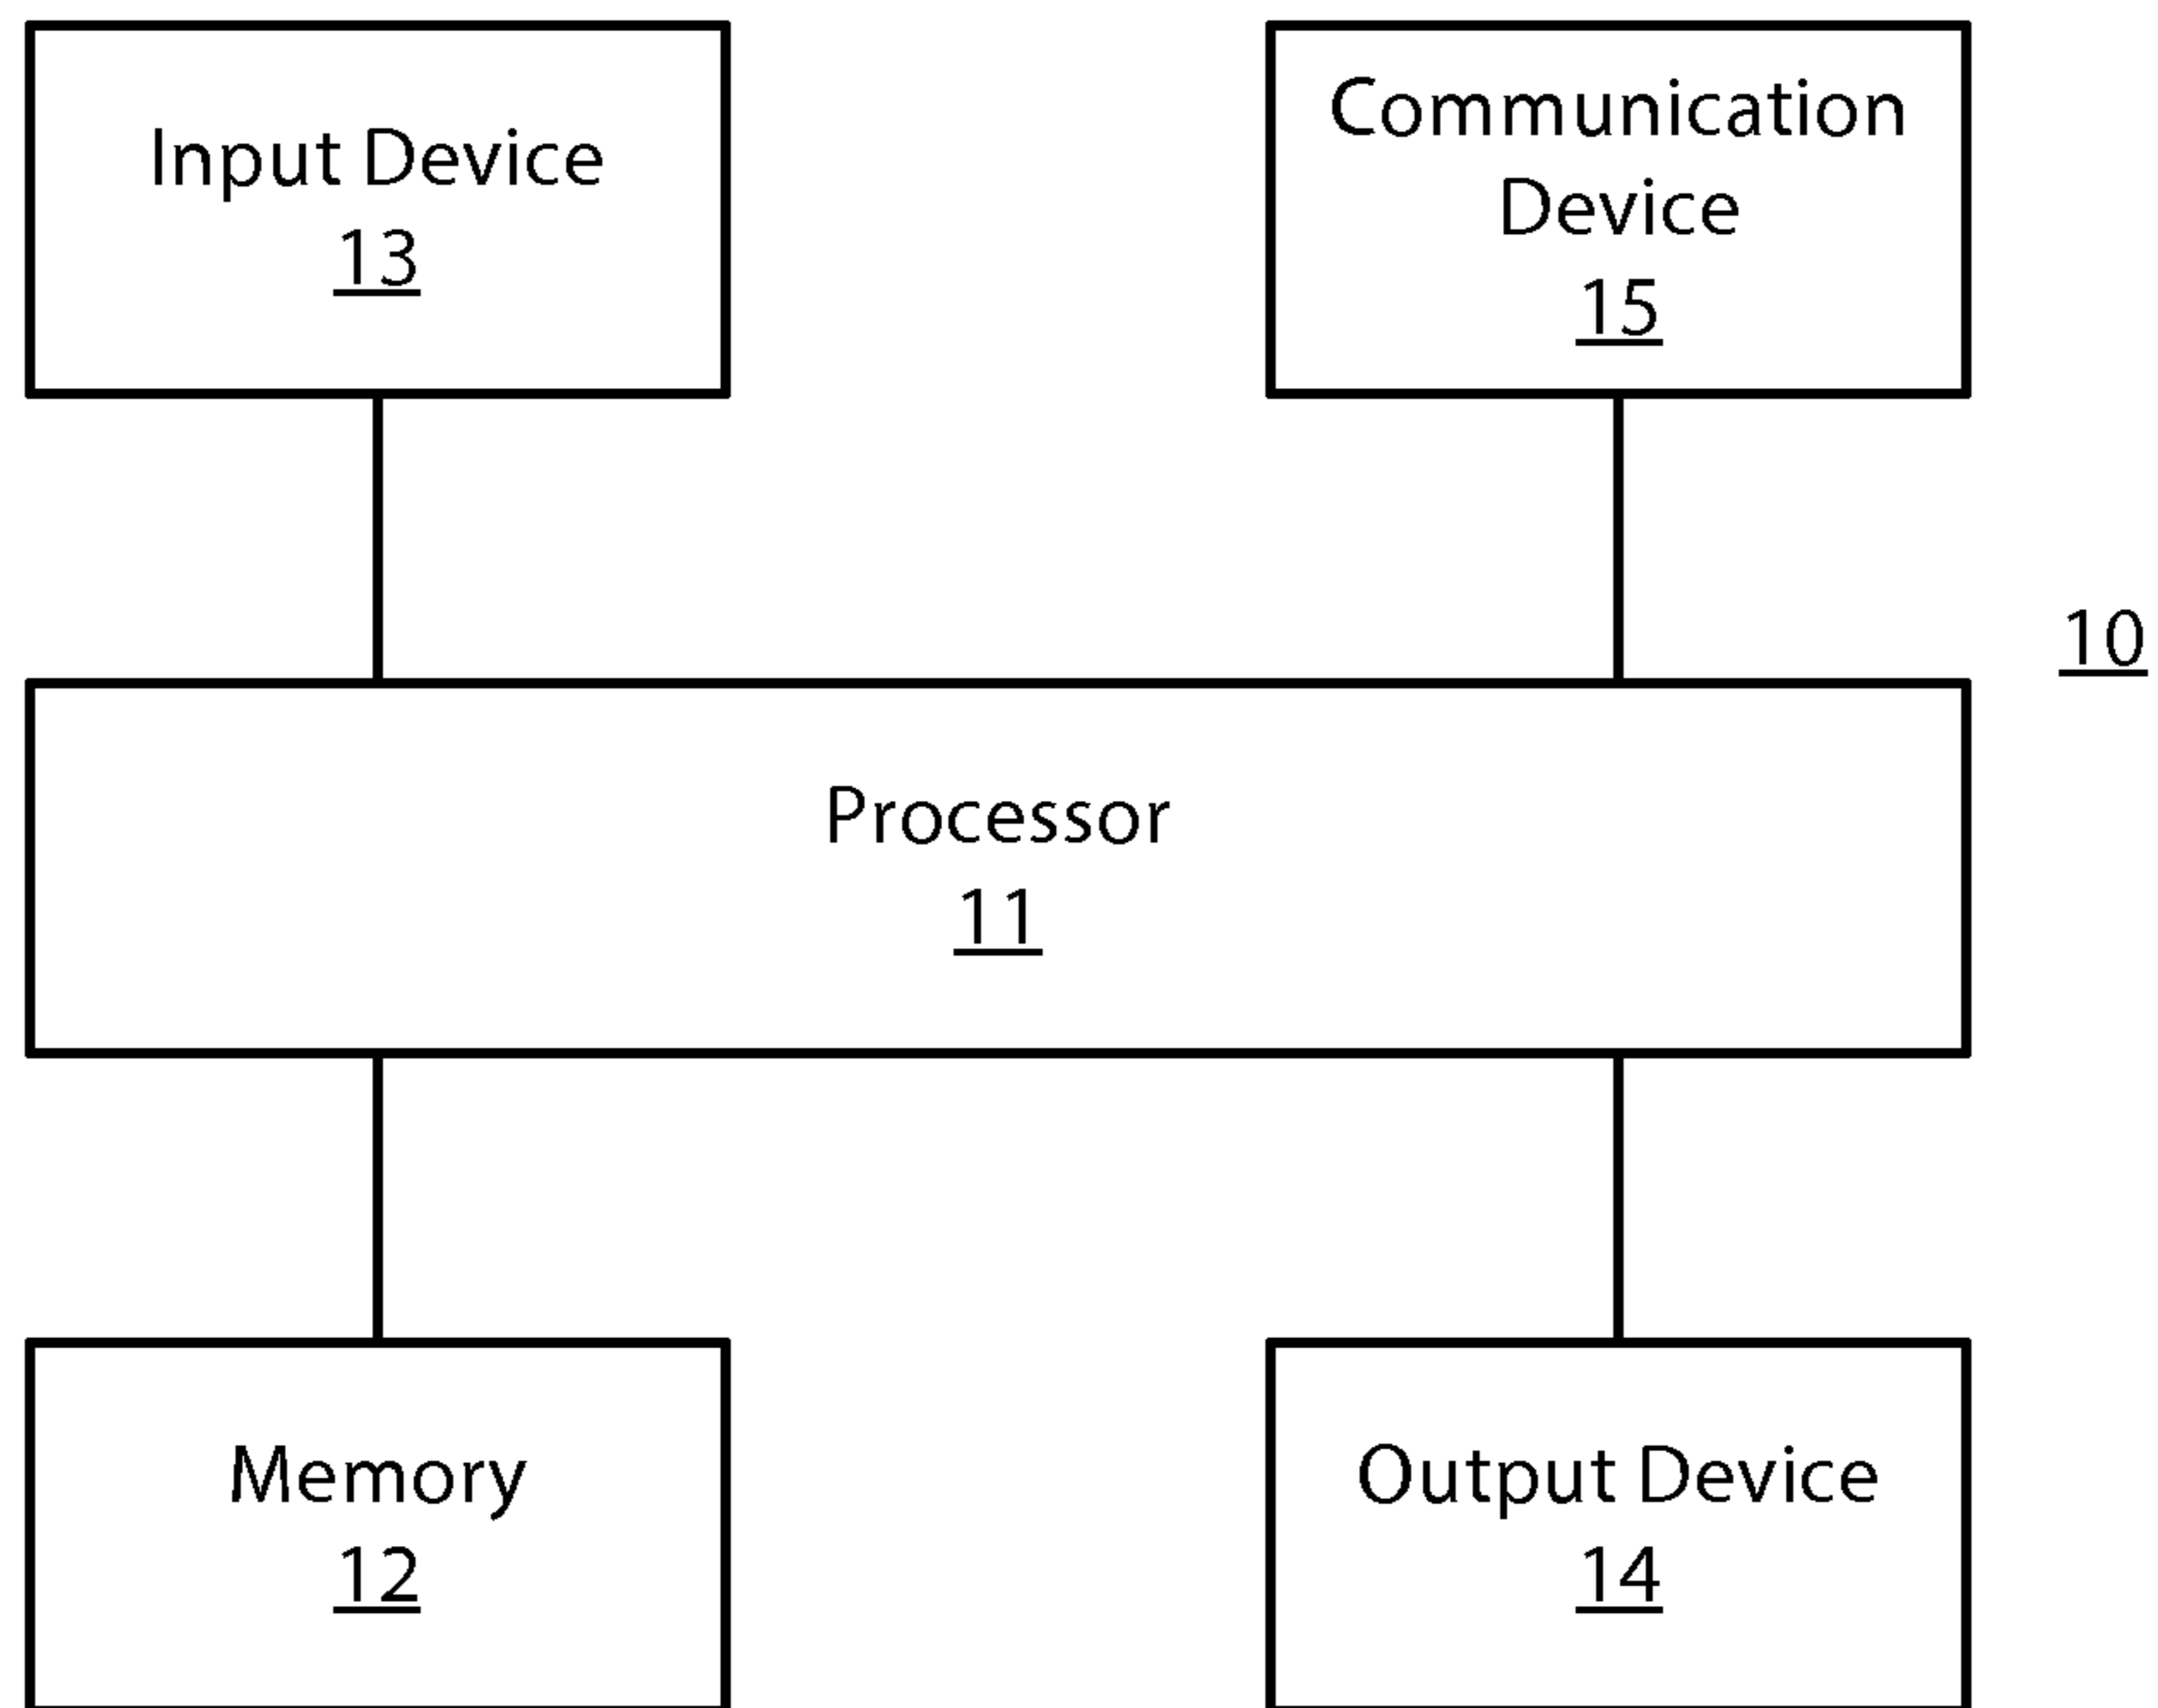 Input Device
13
Communication
Device
15
10
Processor
11
Memory
12
Output Device
14